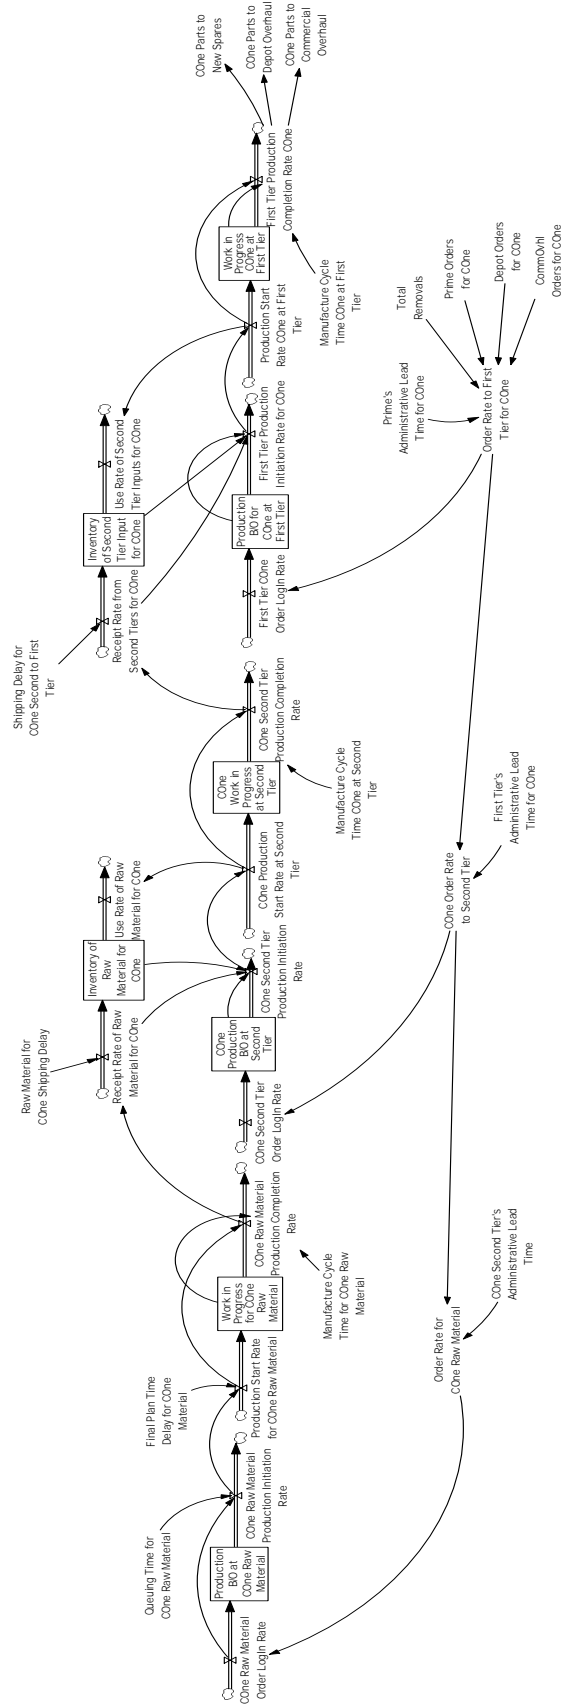 COne Parts to
New Spares
COne Parts to
Depot Overhaul
COne Parts to
Commercial
Overhaul
First Tier Production
Completion Rate COne
Work in
Progress
COne at
First Tier
Manufacture Cycle
Time COne at First
Tier
Production Start
Rate COne at First
Tier
Total
Removals
Prime Orders
for COne
Depot Orders
for COne
CommOvhl
Orders for COne
Prime's
Administrative Lead
Time for COne
Order Rate to First
Tier for COne
Use Rate of Second
Tier Inputs for COne
Inventory
of Second
Tier Input
for COne
First Tier Production
Initiation Rate for COne
Production
B/O for
COne at
First Tier
Receipt Rate from
Second Tiers for COne
First Tier COne
Order LogIn Rate
Shipping Delay for
COne Second to First
Tier
COne Second Tier
Production Completion
Rate
COne
Work in
Progress
at Second
Tier
Manufacture Cycle
Time COne at Second
Tier
First Tier's
Administrative Lead
Time for COne
COne Order Rate
to Second Tier
Use Rate of Raw
Material for COne
COne Production
Start Rate at Second
Tier
Inventory of
Raw
Material for
COne
COne Second Tier
Production Initiation
Rate
COne
Production
B/O at
Second
Tier
Raw Material for
COne Shipping Delay
Receipt Rate of Raw
Material for COne
COne Second Tier
Order LogIn Rate
COne Raw Material
Production Completion
Rate
Work in
Progress
for COne
Raw
Material
Manufacture Cycle
Time for COne Raw
Material
COne Second Tier's
Administrative Lead
Time
Order Rate for
COne Raw Material
Final Plan Time
Delay for COne
Material
Production Start Rate
for COne Raw Material
Queuing Time for
COne Raw Material
COne Raw Material
Production Initiation
Rate
Production
B/O at
COne Raw
Material
COne Raw Material
Order LogIn Rate